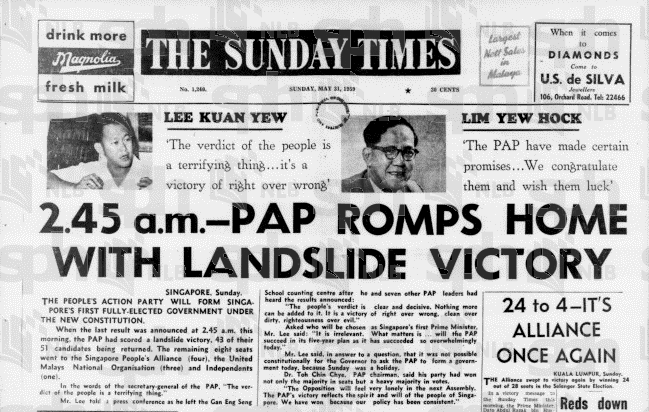 drink more
Magnolia
fresh milk
THE SUNDAY TIMES
No. 1,240.
SUNDAY, MAY 31, 1959
20 CENTS
Largest
Nett Sales
in
Malaya
When it comes
to
DIAMONDS
Come to
U.S. de SILVA
Jewellers
106, Orchard Road. Tel: 22466
LEE KUAN YEW
'The verdict of the people is
a terrifying thing...it's a
victory of right over wrong'
LIM YEW HOCK
'The PAP have made certain
promises...We congratulate
them and wish them luck'
2.45 a.m.—PAP ROMPS HOME
WITH LANDSLIDE VICTORY
SINGAPORE, Sunday.
THE PEOPLE'S ACTION PARTY WILL FORM SINGA-
PORE'S FIRST FULLY-ELECTED GOVERNMENT UNDER
THE NEW CONSTITUTION.
When the last result was announced at 2.45 a.m. this
morning, the PAP had scored a landslide victory, 43 of their
51 candidates being returned. The remaining eight seats
went to the Singapore People's Alliance (four), the United
Malays National Organisation (three) and Independents
(one).
In the words of the secretary-general of the PAP, "The ver-
dict of the people is a terrifying thing."
Mr. Lee told a press conference as he left the Gan Eng Seng
School counting centre after he and seven other PAP leaders had
heard the results announced:
"The people's verdict is clear and decisive. Nothing more
can be added to it. It is a victory of right over wrong, clean over
dirty, righteousness over evil."
Asked who will be chosen as Singapore's first Prime Minister,
Mr. Lee said: "It is irrelevant. What matters is ... will the PAP
succeed in its five-year plan as it has succeeded so overwhelmingly
today."
Mr. Lee said, in answer to a question, that it was not possible
constitutionally for the Governor to ask the PAP to form a govern-
ment today, because Sunday was a holiday.
Dr. Toh Chin Chye, PAP chairman, said his party had won
not only the majority in seats but a heavy majority in votes.
"The Opposition will feel very lonely in the next Assembly.
The PAP's victory reflects the spirit and will of the people of Singa-
pore. We have won because our policy has been consistent."
24 to 4—IT'S
ALLIANCE
ONCE AGAIN
KUALA LUMPUR, Sunday.
THE Alliance swept to victory again by winning 24
out of 28 seats in the Selangor State Election.
In a victory message to
the Sunday Times this
morning, the Prime Minister,
Dato Abdul Razak bin
Reds down